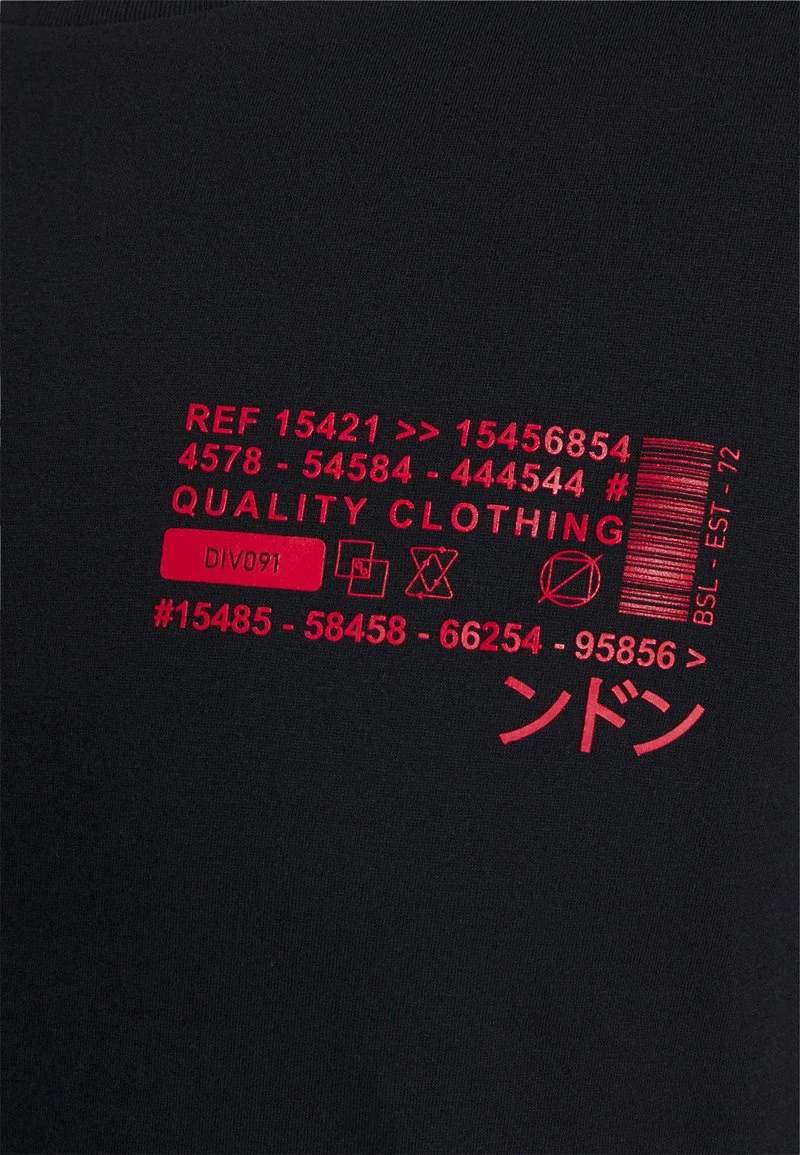 REF 15421 >> 15456854
4578 - 54584 - 444544 #
QUALITY CLOTHING
DIV091
#15485 - 58458 - 66254 - 95856 >
BSL - EST - 72
ンドン